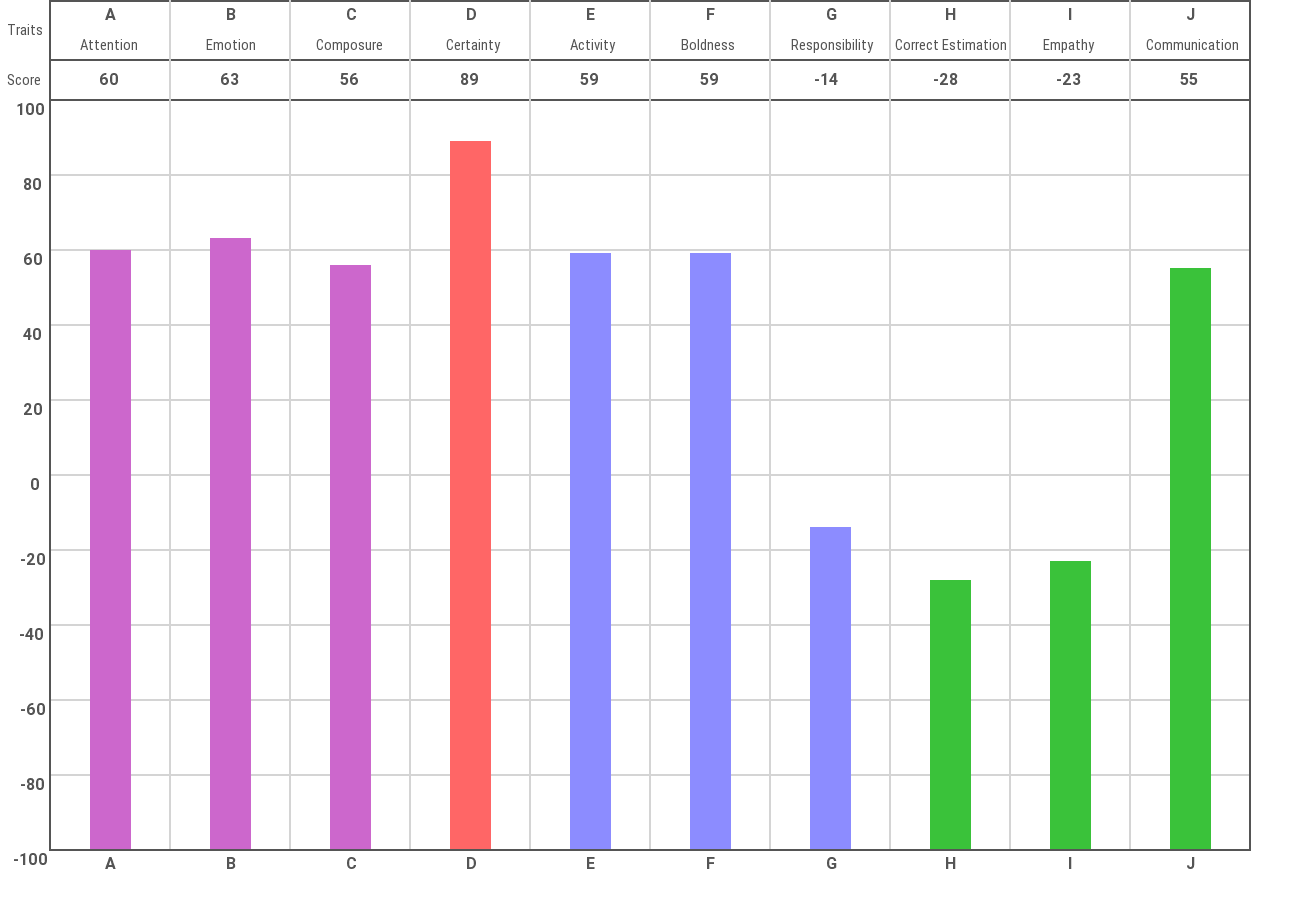 A B C D E F G H I J
Traits
Attention Emotion Composure Certainty Activity Boldness Responsibility Correct Estimation Empathy Communication
Score 60 63 56 89 59 59 -14 -28 -23 55
100
80
60
40
20
0
-20
-40
-60
-80
-100
A B C D E F G H I J